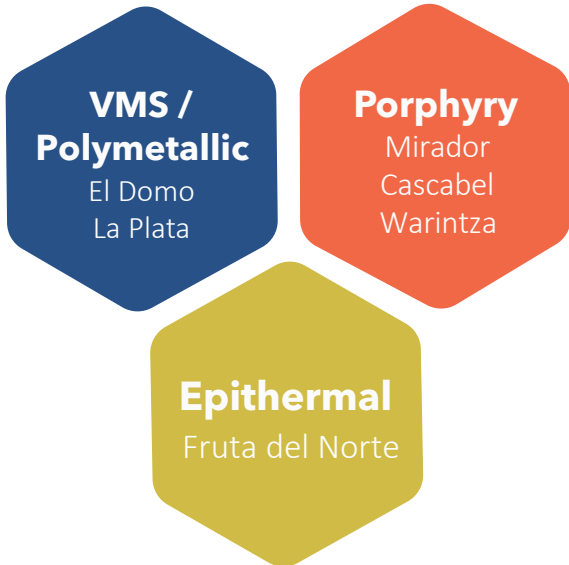 VMS /
Polymetallic
El Domo
La Plata
Porphyry
Mirador
Cascabel
Warintza
Epithermal
Fruta del Norte